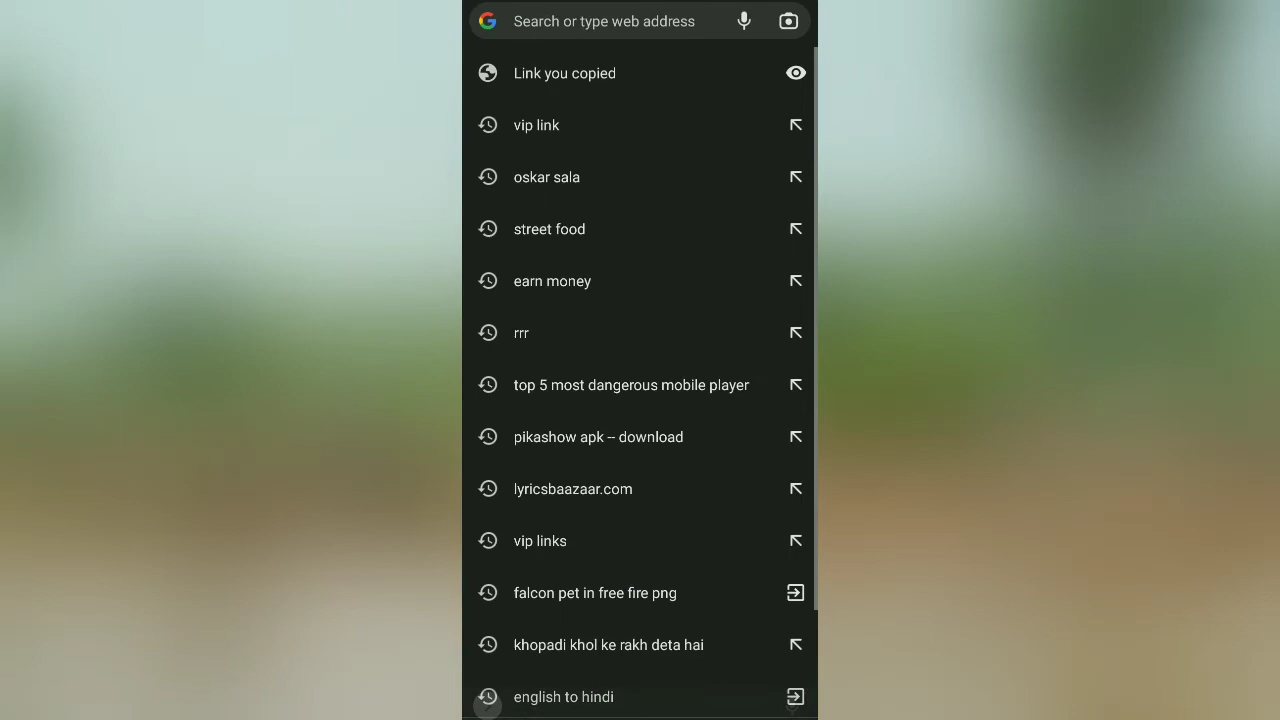 Search or type web address
Link you copied
vip link
oskar sala
street food
earn money
rrr
top 5 most dangerous mobile player
pikashow apk -- download
lyricsbaazaar.com
vip links
falcon pet in free fire png
khopadi khol ke rakh deta hai
english to hindi